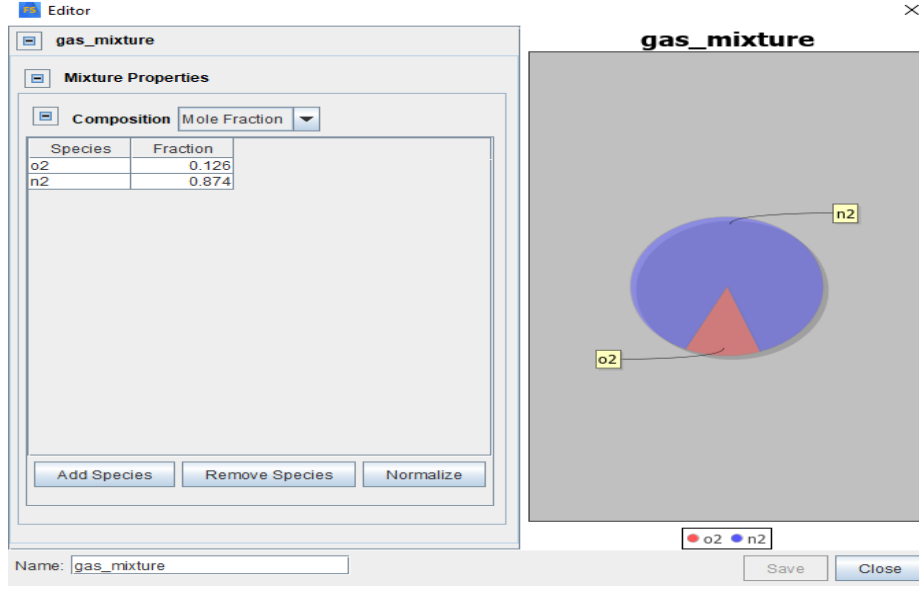 FS Editor
gas_mixture
Mixture Properties
Composition Mole Fraction
Species Fraction
o2 0.126
n2 0.874
Add Species Remove Species Normalize
Name: gas_mixture
gas_mixture
n2
o2
o2 n2
Save Close